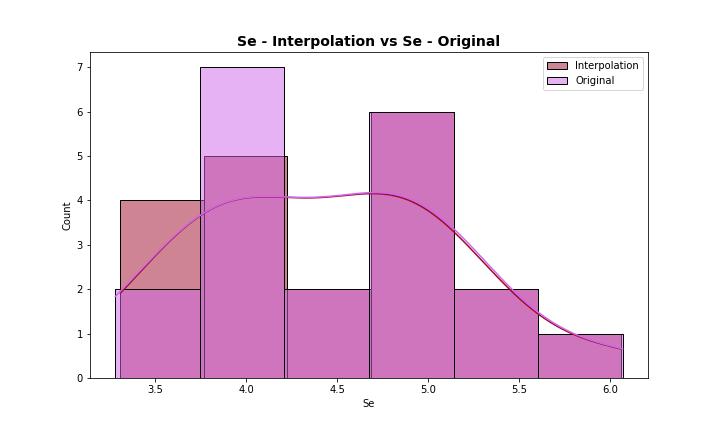 Se - Interpolation vs Se - Original
Interpolation
Original
Count
7
6
5
4
3
2
1
0
3.5 4.0 4.5 5.0 5.5 6.0
Se